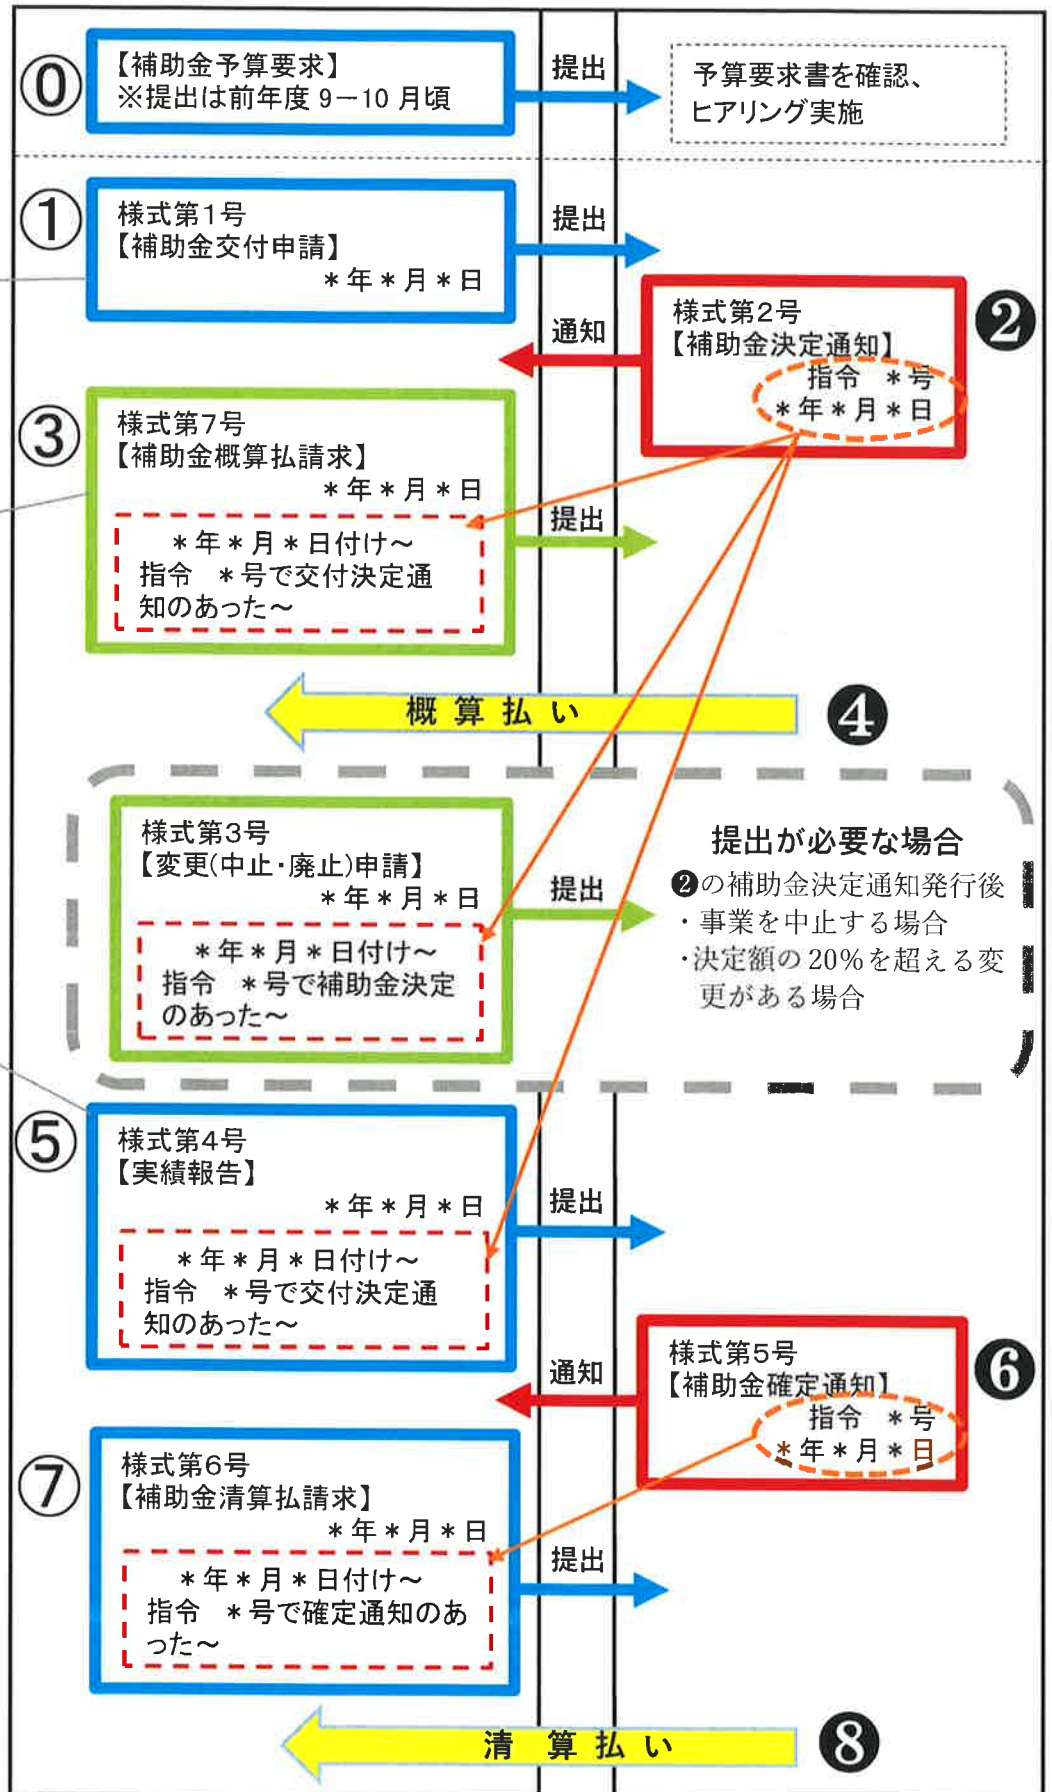 ⓪
【補助金予算要求】
※提出は前年度 9－10 月頃
提出
予算要求書を確認、
ヒアリング実施
①
様式第1号
【補助金交付申請】
＊年＊月＊日
提出
❷
様式第2号
【補助金決定通知】
指令　＊号
＊年＊月＊日
通知
③
様式第7号
【補助金概算払請求】
＊年＊月＊日
＊年＊月＊日付け～
指令　＊号で交付決定通
知のあった～
提出
概算払い
❹
様式第3号
【変更(中止・廃止)申請】
＊年＊月＊日
＊年＊月＊日付け～
指令　＊号で補助金決定
のあった～
提出
提出が必要な場合
❷の補助金決定通知発行後
・事業を中止する場合
・決定額の 20％を超える変
更がある場合
⑤
様式第4号
【実績報告】
＊年＊月＊日
＊年＊月＊日付け～
指令　＊号で交付決定通
知のあった～
提出
❻
様式第5号
【補助金確定通知】
指令　＊号
＊年＊月＊日
通知
⑦
様式第6号
【補助金清算払請求】
＊年＊月＊日
＊年＊月＊日付け～
指令　＊号で確定通知のあ
った～
提出
清算払い
❽